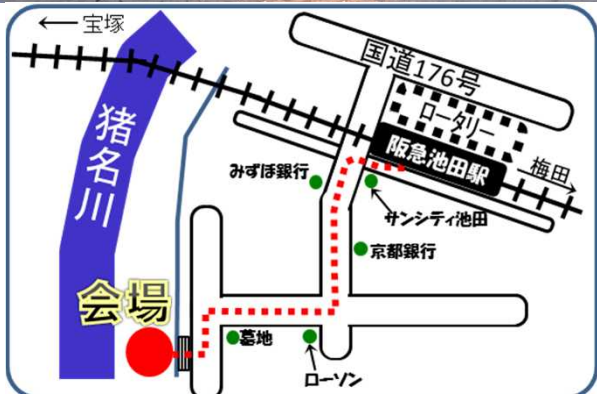 ← 宝塚
国道176号
ロータリー
阪急池田駅
梅田
→
猪名川
みずほ銀行
サンシティ池田
京都銀行
会場
墓地
ローソン